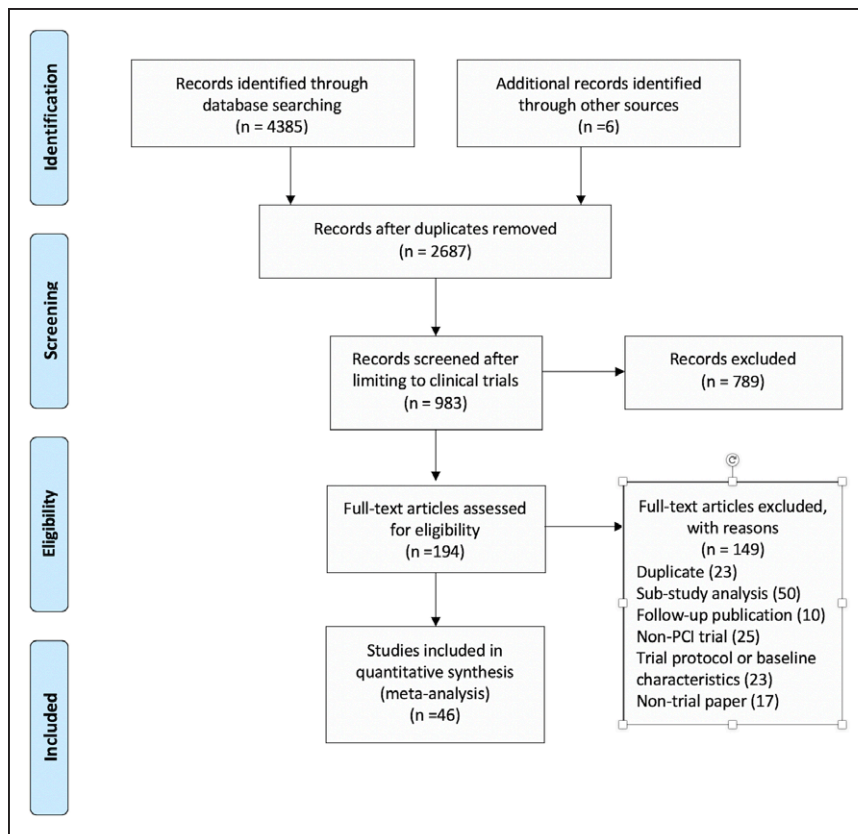 Identification
Records identified through
database searching
(n = 4385)
Additional records identified
through other sources
(n =6)
Records after duplicates removed
(n = 2687)
Screening
Records screened after
limiting to clinical trials
(n = 983)
Records excluded
(n = 789)
Eligibility
Full-text articles assessed
for eligibility
(n =194)
Full-text articles excluded,
with reasons
(n = 149)
Duplicate (23)
Sub-study analysis (50)
Follow-up publication (10)
Non-PCI trial (25)
Trial protocol or baseline
characteristics (23)
Non-trial paper (17)
Included
Studies included in
quantitative synthesis
(meta-analysis)
(n =46)